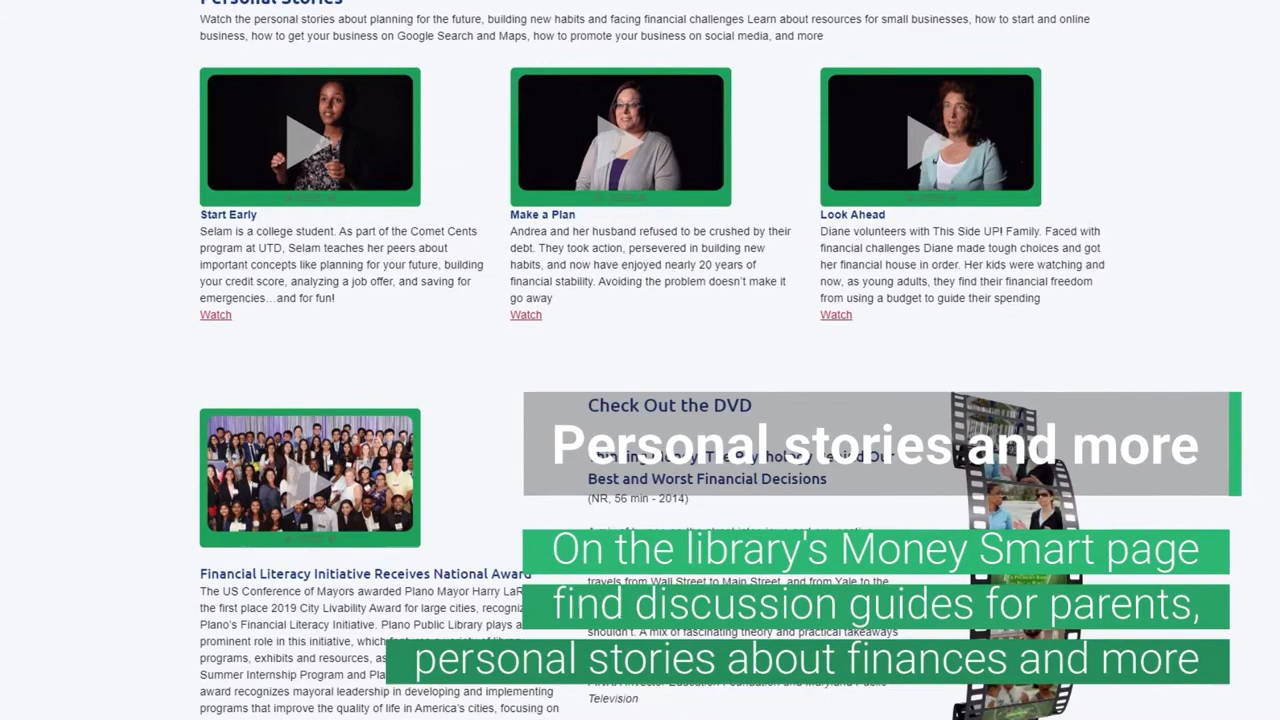 Personal Stories
Watch the personal stories about planning for the future, building new habits and facing financial challenges Learn about resources for small businesses, how to start and online
business, how to get your business on Google Search and Maps, how to promote your business on social media, and more
Start Early
Selam is a college student. As part of the Comet Cents
program at UTD, Selam teaches her peers about
important concepts like planning for your future, building
your credit score, analyzing a job offer, and saving for
emergencies…and for fun!
Watch
Make a Plan
Andrea and her husband refused to be crushed by their
debt. They took action, persevered in building new
habits, and now have enjoyed nearly 20 years of
financial stability. Avoiding the problem doesn't make it
go away
Watch
Look Ahead
Diane volunteers with This Side UP! Family. Faced with
financial challenges Diane made tough choices and got
her financial house in order. Her kids were watching and
now, as young adults, they find their financial freedom
from using a budget to guide their spending
Watch
Financial Literacy Initiative Receives National Award
The US Conference of Mayors awarded Plano Mayor Harry
the first place 2019 City Livability Award for large cities,
Plano's Financial Literacy Initiative. Plano Public Library plays a
prominent role in this initiative, which
programs, exhibits and resources, as
Summer Internship Program and
award recognizes mayoral leadership in developing and implementing
programs that improve the quality of life in America's cities, focusing on
Check Out the DVD
Best and Worst Financial Decisions
(NR, 56 min - 2014)
travels from Wall Street to Main Street, and from Yale to the
shouldn't. A mix of fascinating theory and practical takeaways
Television
Personal stories and more
On the library's Money Smart page
find discussion guides for parents,
personal stories about finances and more